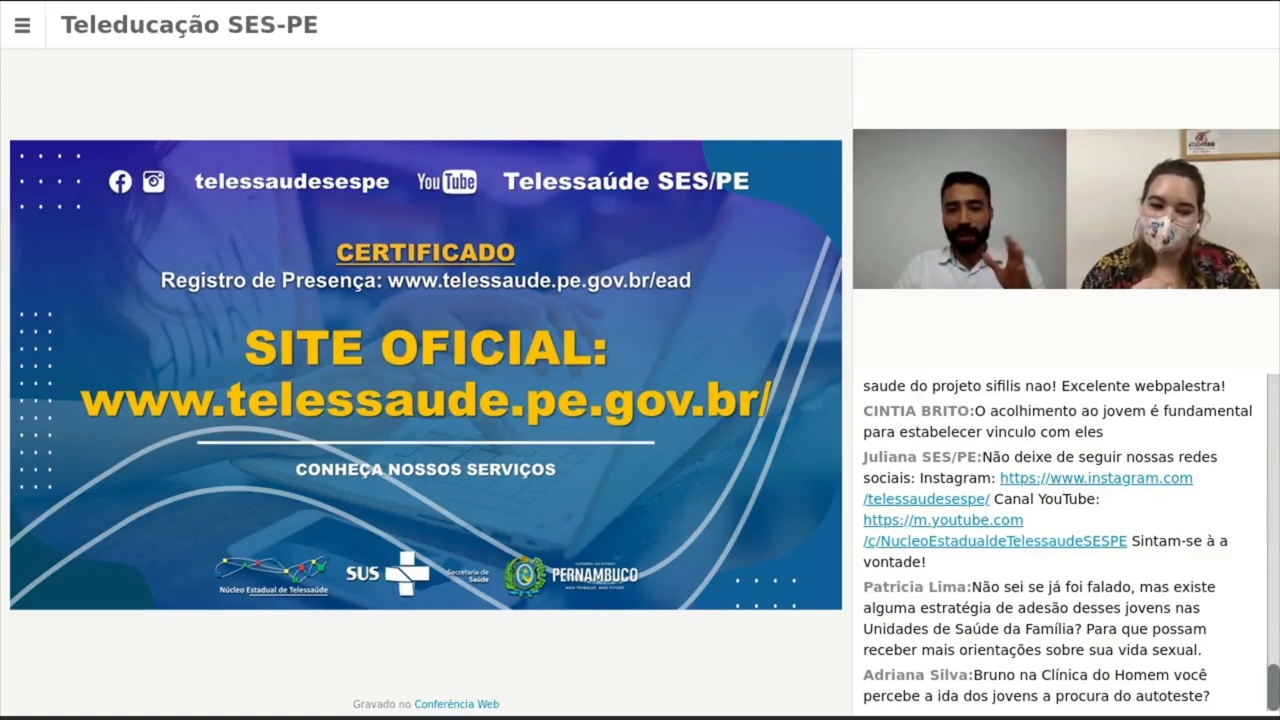 Teleducação SES-PE
telessaudesespe YouTube Telessaúde SES/PE
CERTIFICADO
Registro de Presença: www.telessaude.pe.gov.br/ead
SITE OFICIAL:
www.telessaude.pe.gov.br/
CONHEÇA NOSSOS SERVIÇOS
Núcleo Estadual de Telessaúde
SUS
Secretaria de
Saúde
PERNAMBUCO
Gravado no Conferência Web
saude do projeto sifilis nao! Excelente webpalestra!
CINTIA BRITO:O acolhimento ao jovem é fundamental
para estabelecer vinculo com eles
Juliana SES/PE:Não deixe de seguir nossas redes
sociais: Instagram: https://www.instagram.com
/telessaudesespe/ Canal YouTube:
https://m.youtube.com
/c/NucleoEstadualdeTelessaudeSESPE Sintam-se à a
vontade!
Patricia Lima:Não sei se já foi falado, mas existe
alguma estratégia de adesão desses jovens nas
Unidades de Saúde da Família? Para que possam
receber mais orientações sobre sua vida sexual.
Adriana Silva:Bruno na Clínica do Homem você
percebe a ida dos jovens a procura do autoteste?